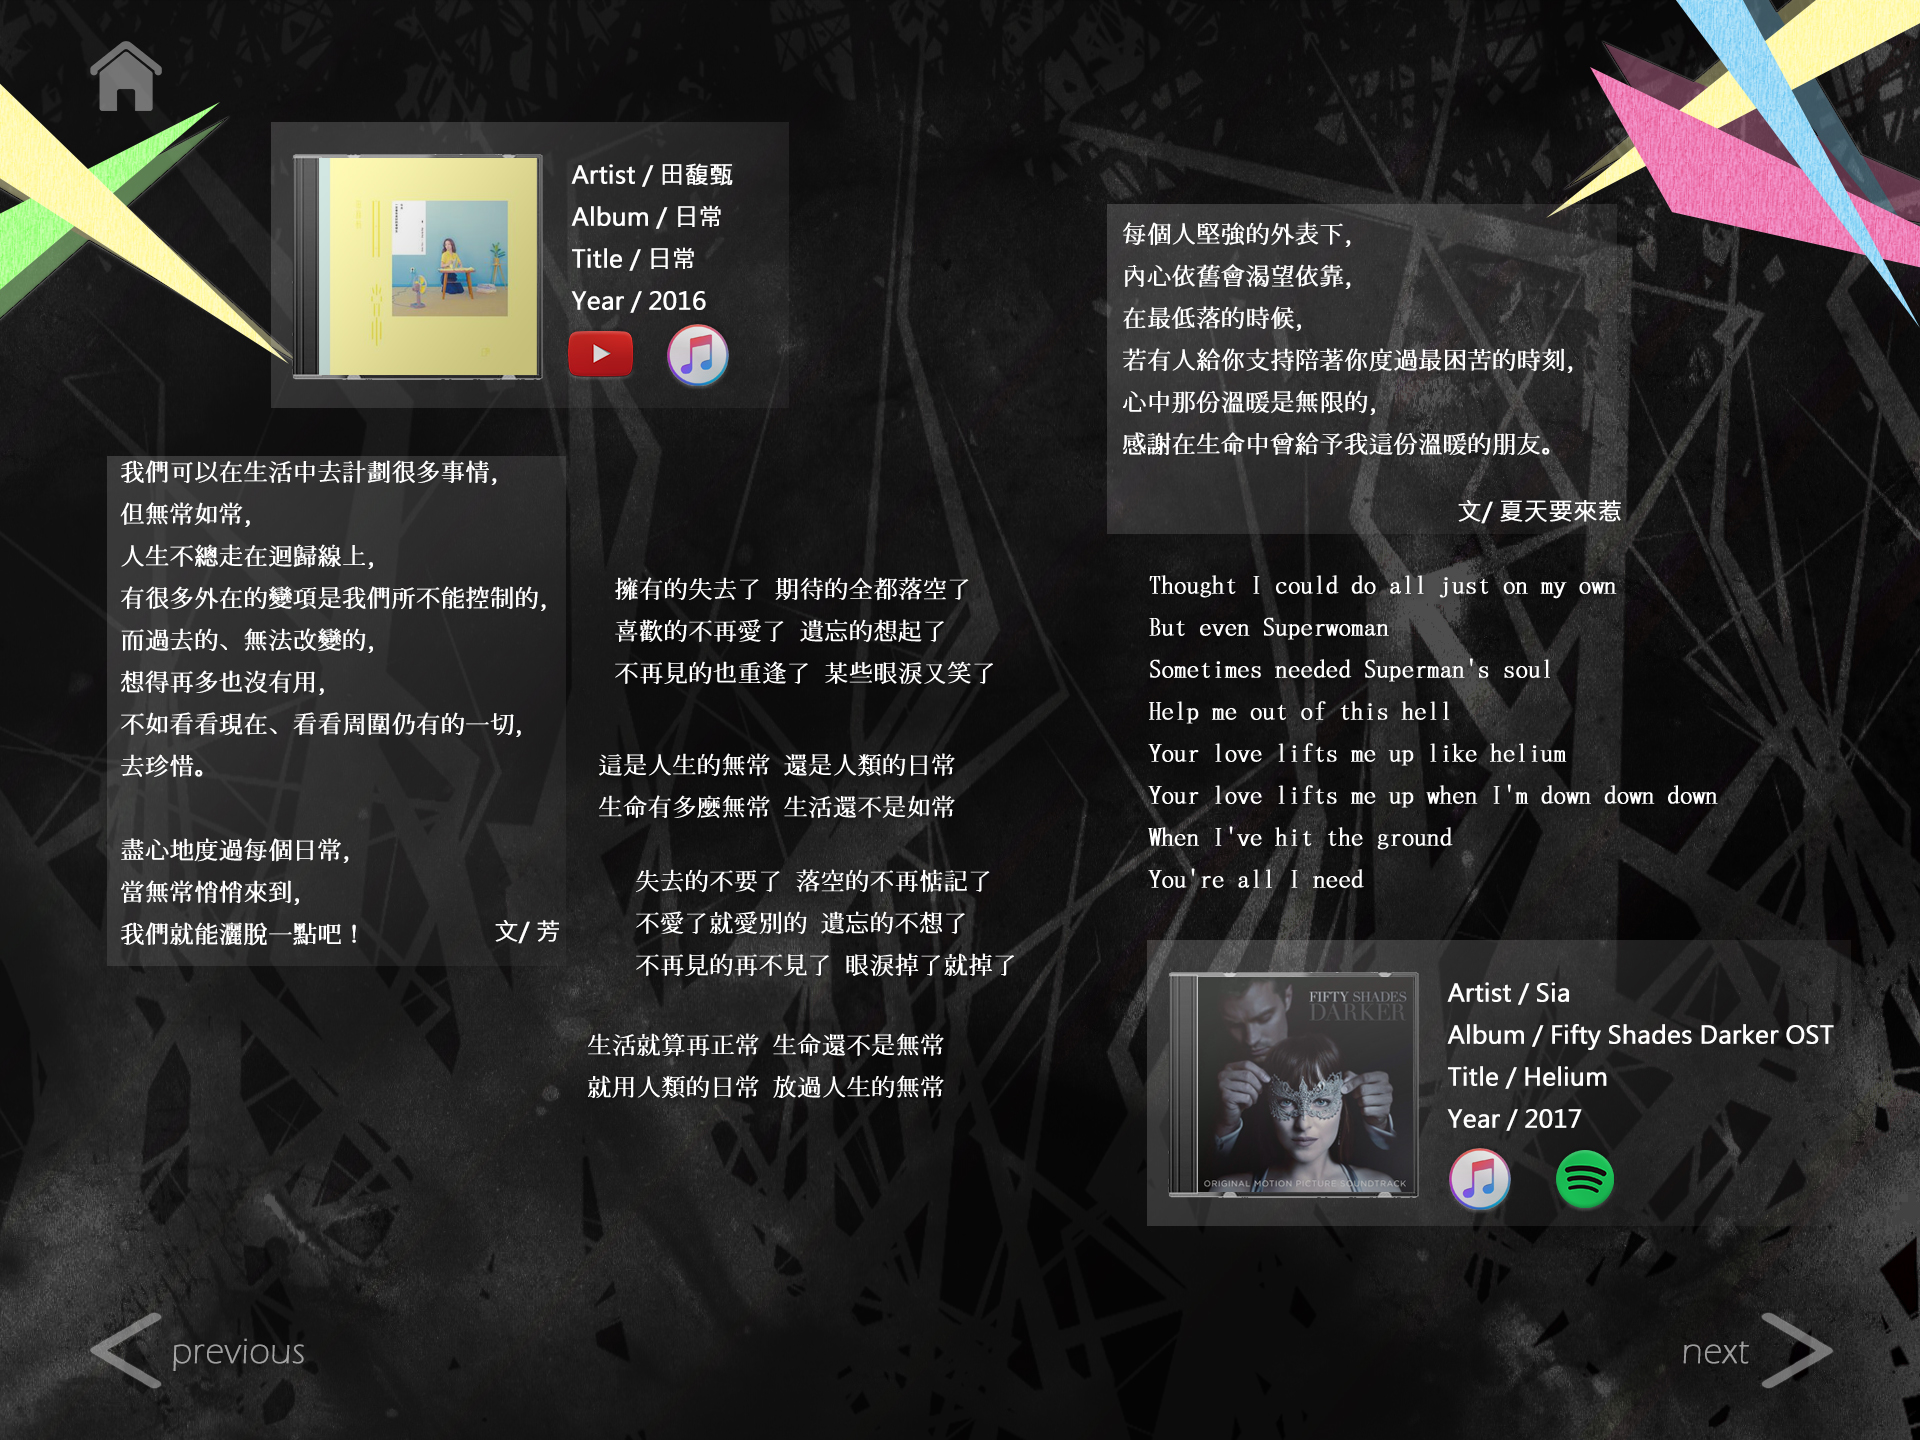 Artist / 田馥甄
Album / 日常
Title / 日常
Year / 2016
我們可以在生活中去計劃很多事情,
但無常如常,
人生不總走在迴歸線上,
有很多外在的變項是我們所不能控制的,
而過去的、無法改變的,
想得再多也沒有用,
不如看看現在、看看周圍仍有的一切,
去珍惜。
盡心地度過每個日常,
當無常悄悄來到,
我們就能灑脫一點吧！
文/ 芳
擁有的失去了 期待的全都落空了
喜歡的不再愛了 遺忘的想起了
不再見的也重逢了 某些眼淚又笑了
這是人生的無常 還是人類的日常
生命有多麼無常 生活還不是如常
失去的不要了 落空的不再惦記了
不愛了就愛別的 遺忘的不想了
不再見的再不見了 眼淚掉了就掉了
生活就算再正常 生命還不是無常
就用人類的日常 放過人生的無常
每個人堅強的外表下,
內心依舊會渴望依靠,
在最低落的時候,
若有人給你支持陪著你度過最困苦的時刻,
心中那份溫暖是無限的,
感謝在生命中曾給予我這份溫暖的朋友。
文/ 夏天要來惹
Thought I could do all just on my own
But even Superwoman
Sometimes needed Superman's soul
Help me out of this hell
Your love lifts me up like helium
Your love lifts me up when I'm down down down
When I've hit the ground
You're all I need
FIFTY SHADES
DARKER
ORIGINAL MOTION PICTURE SOUNDTRACK
Artist / Sia
Album / Fifty Shades Darker OST
Title / Helium
Year / 2017
previous
next